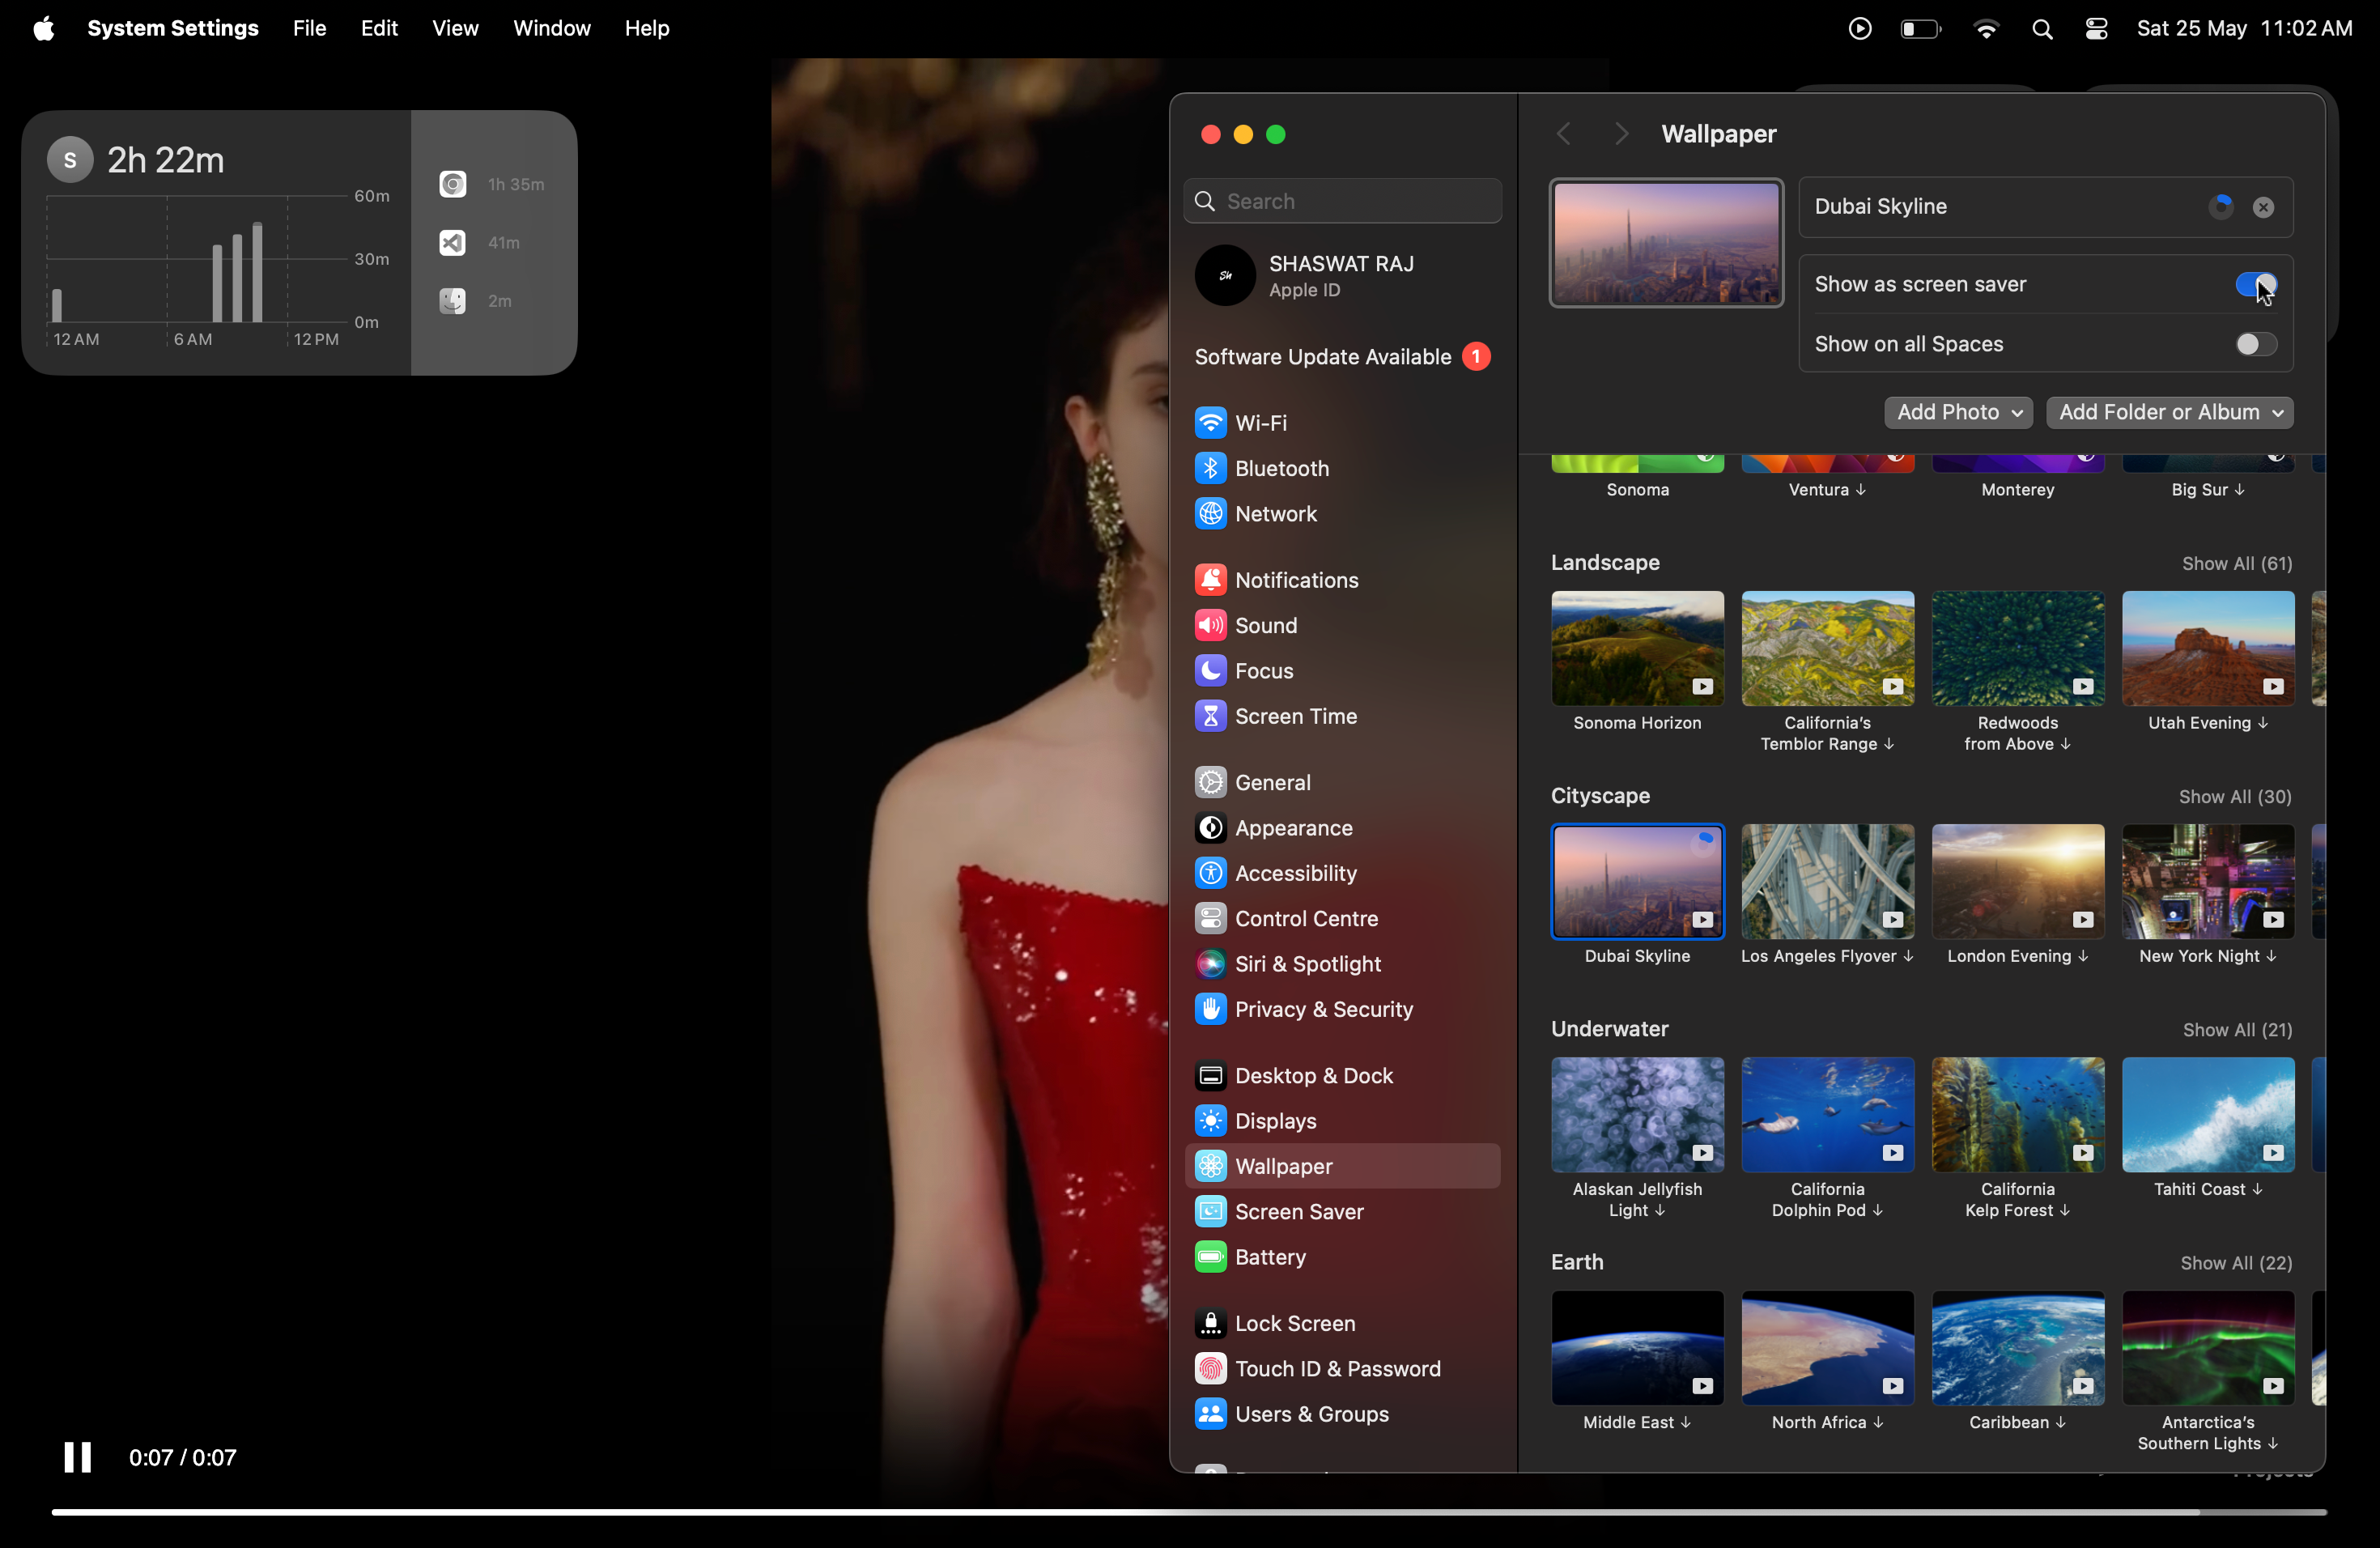 System Settings File Edit View Window Help
Sat 25 May 11:02 AM
S 2h 22m
60m
30m
0m
12 AM 6 AM 12 PM
1h 35m
41m
2m
Search
SHASWAT RAJ
Apple ID
Sh
Software Update Available 1
Wi-Fi
Bluetooth
Network
Notifications
Sound
Focus
Screen Time
General
Appearance
Accessibility
Control Centre
Siri & Spotlight
Privacy & Security
Desktop & Dock
Displays
Wallpaper
Screen Saver
Battery
Lock Screen
Touch ID & Password
Users & Groups
Wallpaper
Dubai Skyline
Show as screen saver
Show on all Spaces
Add Photo Add Folder or Album
Sonoma Ventura ↓ Monterey Big Sur ↓
Landscape Show All (61)
Sonoma Horizon
California's
Temblor Range ↓
Redwoods
from Above ↓
Utah Evening ↓
Cityscape Show All (30)
Dubai Skyline Los Angeles Flyover ↓ London Evening ↓ New York Night ↓
Underwater Show All (21)
Alaskan Jellyfish
Light ↓
California
Dolphin Pod ↓
California
Kelp Forest ↓
Tahiti Coast ↓
Earth Show All (22)
Middle East ↓ North Africa ↓ Caribbean ↓
Antarctica's
Southern Lights ↓
0:07 / 0:07